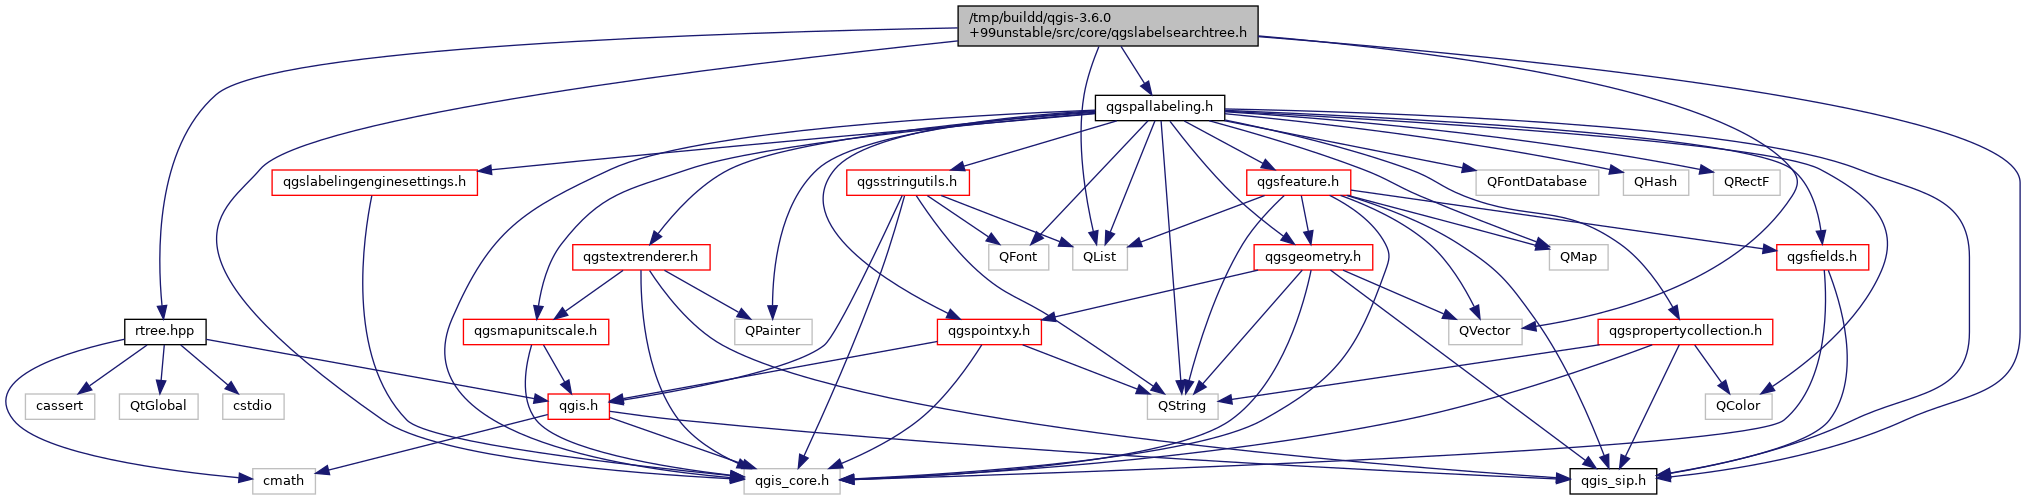 /tmp/buildd/qgis-3.6.0
+99unstable/src/core/qgslabelsearchtree.h
qgspallabeling.h
qgslabelingenginesettings.h
qgsstringutils.h
qgsfeature.h
QFontDatabase
QHash
QRectF
qgstextrenderer.h
QFont
QList
qgsgeometry.h
QMap
qgsfields.h
rtree.hpp
qgsmapunitscale.h
QPainter
qgspointxy.h
QVector
qgspropertycollection.h
cassert
QtGlobal
cstdio
qgis.h
QString
QColor
cmath
qgis_core.h
qgis_sip.h